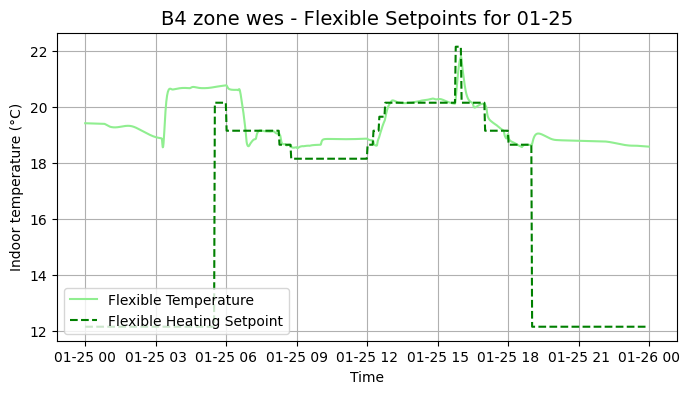 B4 zone wes - Flexible Setpoints for 01-25
Indoor temperature (°C)
22
20
18
16
14
12
Flexible Temperature
Flexible Heating Setpoint
01-25 00 01-25 03 01-25 06 01-25 09 01-25 12 01-25 15 01-25 18 01-25 21 01-26 00
Time